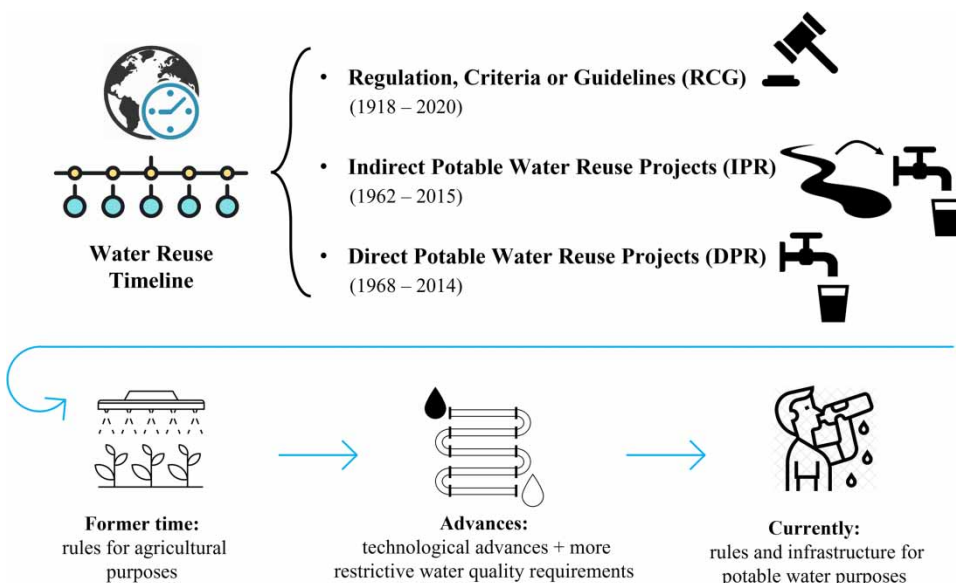 Water Reuse
Timeline
• Regulation, Criteria or Guidelines (RCG)
(1918 – 2020)
• Indirect Potable Water Reuse Projects (IPR)
(1962 – 2015)
• Direct Potable Water Reuse Projects (DPR)
(1968 – 2014)
Former time:
rules for agricultural
purposes
Advances:
technological advances + more
restrictive water quality requirements
Currently:
rules and infrastructure for
potable water purposes